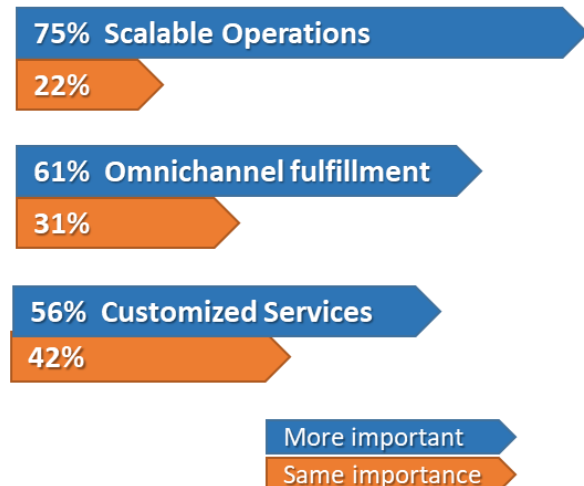 75% Scalable Operations
22%
61% Omnichannel fulfillment
31%
56% Customized Services
42%
More important
Same importance